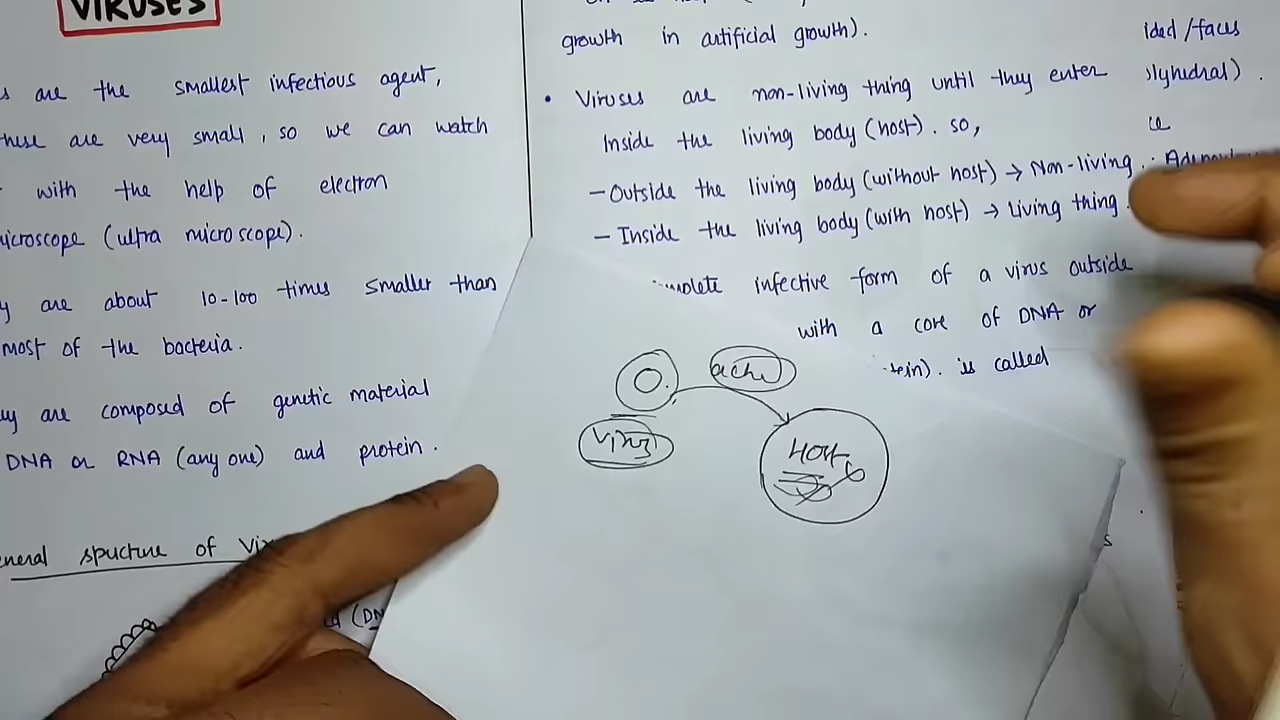 VIRUSES
are the smallest infectious agent,
these are very small, so we can watch
with the help of electron
microscope (ultra microscope).
are about 10-100 times smaller than
most of the bacteria.
are composed of genetic material
DNA or RNA (any one) and protein.
General structure of
growth in artificial growth).
• Viruses are non-living thing until they enter
Inside the living body (host). so,
- Outside the living body (without host) → Non-living.
- Inside the living body (with host) → Living thing.
infective form of a virus outside
with a core of DNA or
is called
/faces
Virus
Host